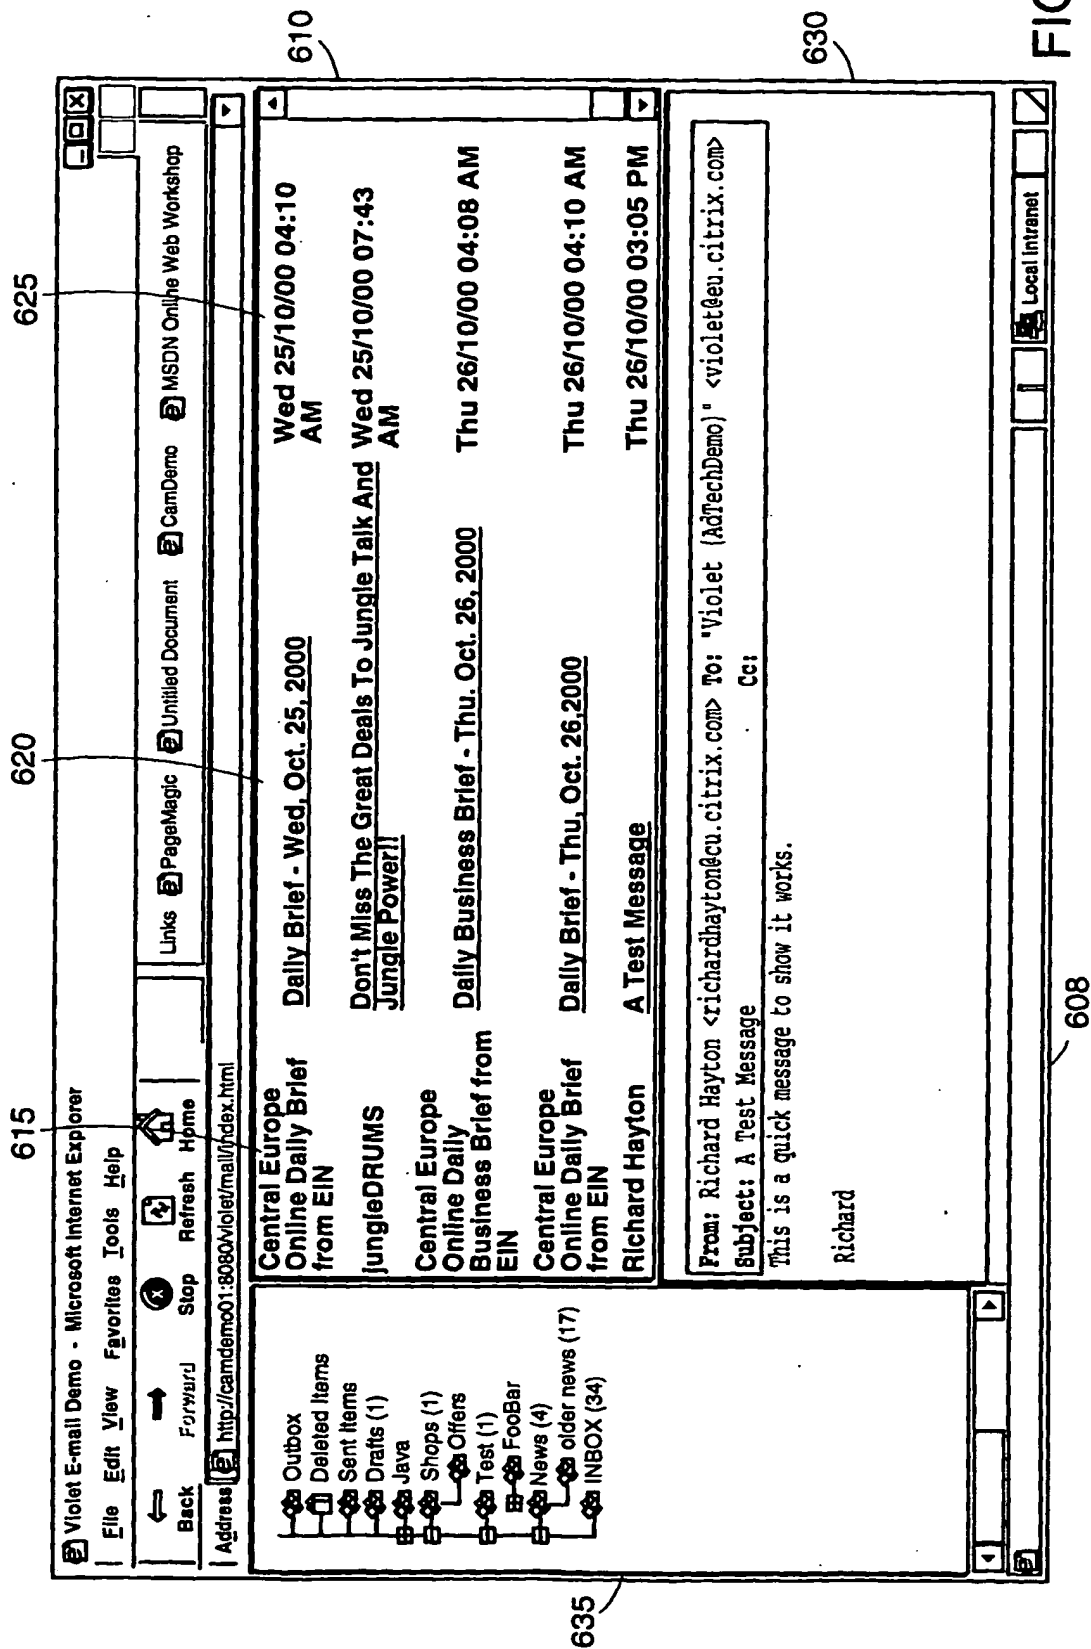 615
620
625
Violet E-mail Demo - Microsoft Internet Explorer
File Edit View Favorites Tools Help
Back Forward Stop Refresh Home
Links PageMagic Untitled Document CamDemo MSDN Online Web Workshop
Address http://camdemo01:8080/violet/mail/index.html
Outbox
Deleted Items
Sent Items
Drafts (1)
Java
Shops (1)
Offers
Test (1)
FooBar
News (4)
older news (17)
INBOX (34)
635
Central Europe
Online Daily Brief
from EIN
Daily Brief - Wed, Oct. 25, 2000
Wed 25/10/00 04:10
AM
jungleDRUMS
Don't Miss The Great Deals To Jungle Talk And
Jungle Power!!
Wed 25/10/00 07:43
AM
Central Europe
Online Daily
Business Brief from
EIN
Daily Business Brief - Thu. Oct. 26, 2000
Thu 26/10/00 04:08 AM
Central Europe
Online Daily Brief
from EIN
Daily Brief - Thu, Oct. 26,2000
Thu 26/10/00 04:10 AM
Richard Hayton
A Test Message
Thu 26/10/00 03:05 PM
610
From: Richard Hayton <richardhayton@cu.citrix.com> To: "Violet (AdTechDemo)" <violet@eu.citrix.com>
Subject: A Test Message Cc:
This is a quick message to show it works.
Richard
630
Local intranet
608
FIG